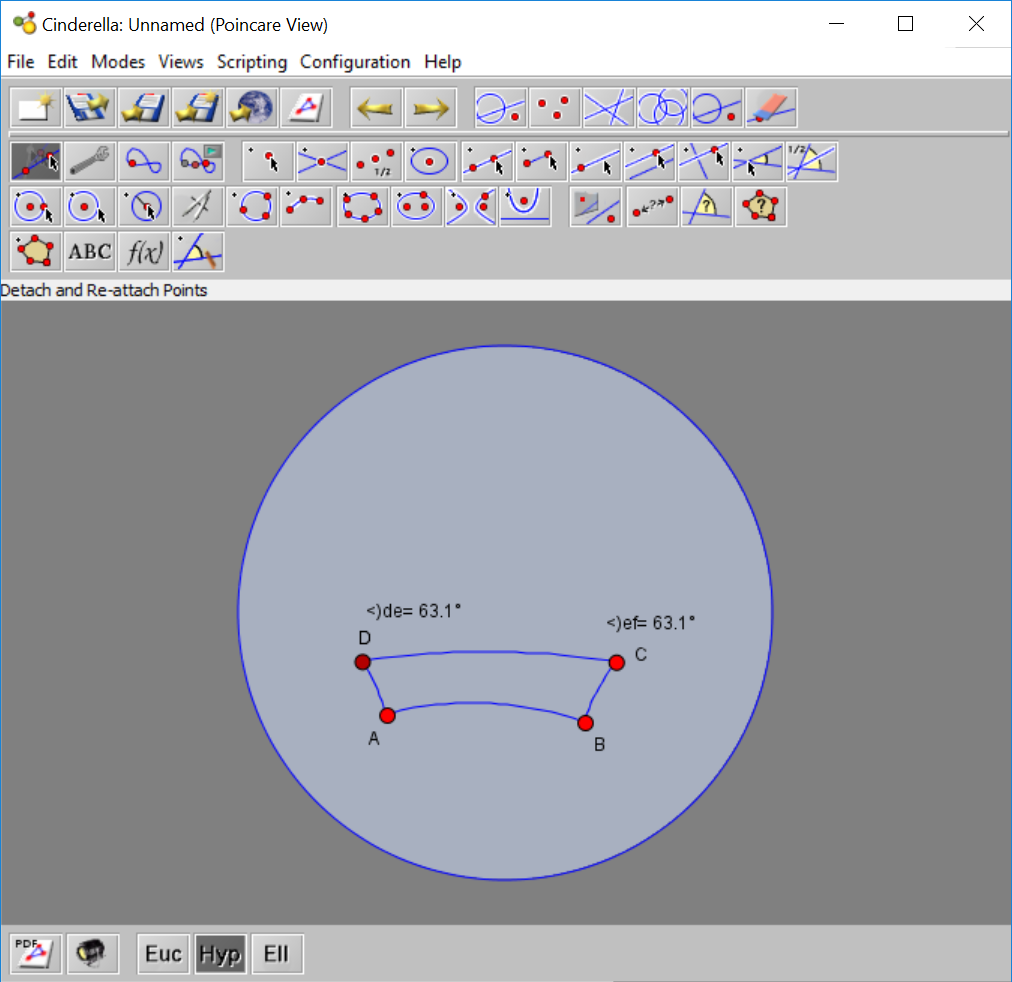 Cinderella: Unnamed (Poincare View)
File Edit Modes Views Scripting Configuration Help
1/2
1/2
? ? ?
ABC f(x)
Detach and Re-attach Points
<)de= 63.1°
<)ef= 63.1°
D
C
A
B
PDF
Euc Hyp Ell